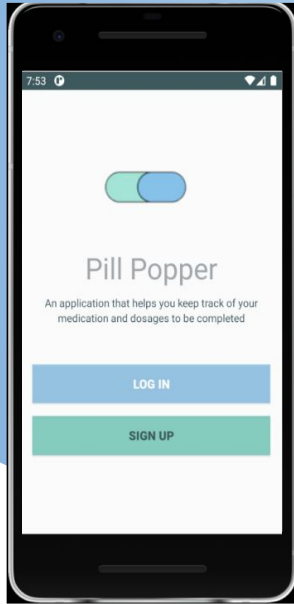 7:53
Pill Popper
An application that helps you keep track of your
medication and dosages to be completed
LOG IN
SIGN UP